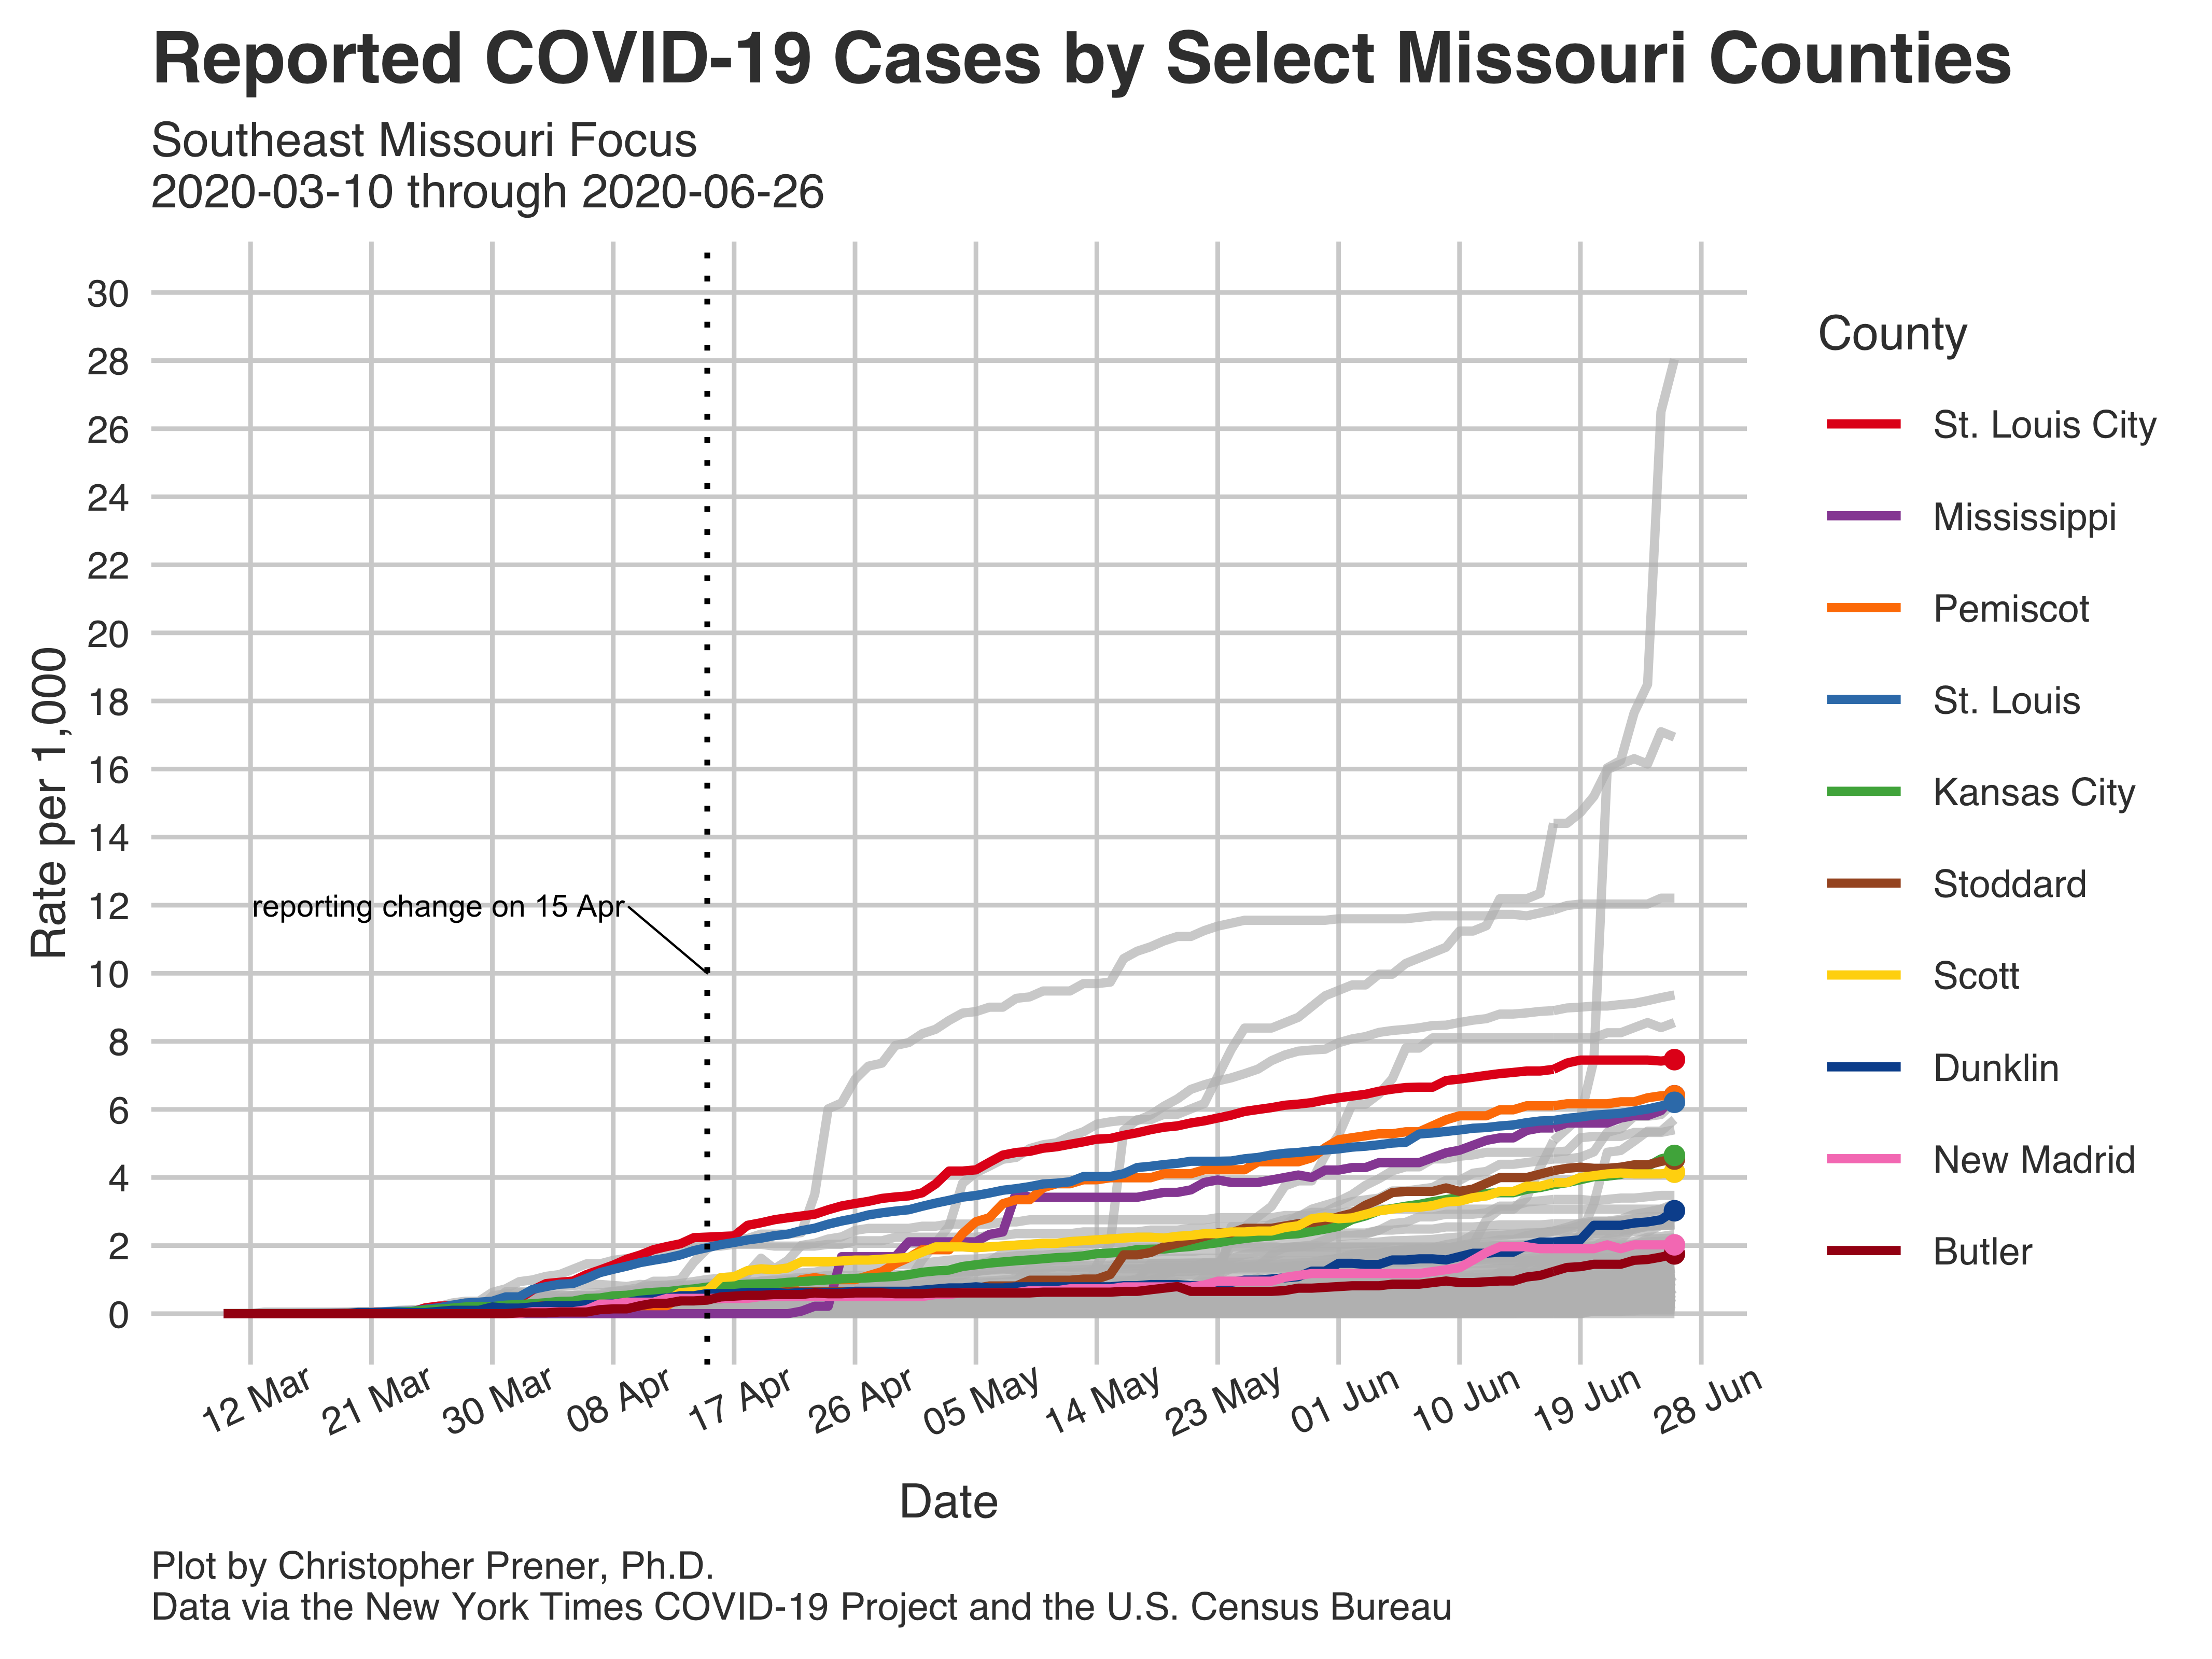 Reported COVID-19 Cases by Select Missouri Counties
Southeast Missouri Focus
2020-03-10 through 2020-06-26
30
28
26
24
22
20
18
16
14
12
10
8
6
4
2
0
Rate per 1,000
reporting change on 15 Apr
12 Mar
21 Mar
30 Mar
08 Apr
17 Apr
26 Apr
05 May
14 May
23 May
01 Jun
10 Jun
19 Jun
28 Jun
Date
County
St. Louis City
Mississippi
Pemiscot
St. Louis
Kansas City
Stoddard
Scott
Dunklin
New Madrid
Butler
Plot by Christopher Prener, Ph.D.
Data via the New York Times COVID-19 Project and the U.S. Census Bureau